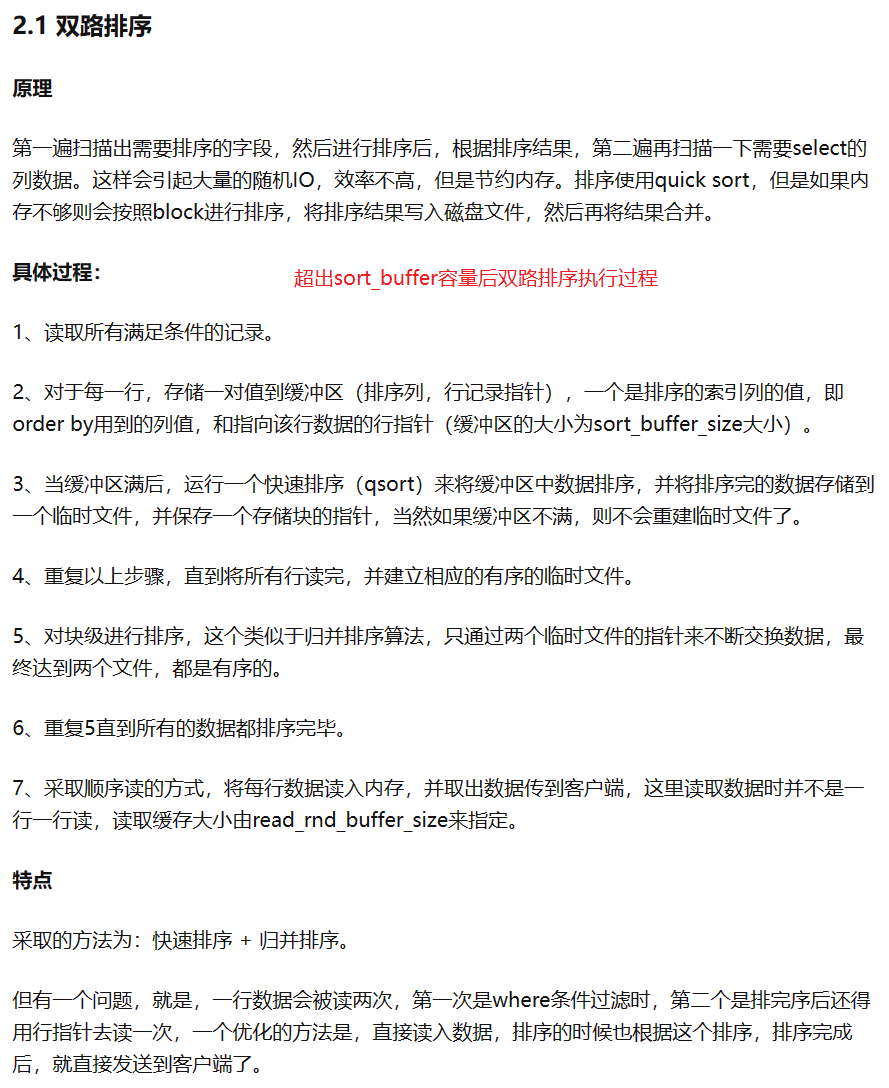 2.1 双路排序
原理
第一遍扫描出需要排序的字段，然后进行排序后，根据排序结果，第二遍再扫描一下需要select的
列数据。这样会引起大量的随机IO，效率不高，但是节约内存。排序使用quick sort，但是如果内
存不够则会按照block进行排序，将排序结果写入磁盘文件，然后再将结果合并。
具体过程：
超出sort_buffer容量后双路排序执行过程
1、读取所有满足条件的记录。
2、对于每一行，存储一对值到缓冲区（排序列，行记录指针），一个是排序的索引列的值，即
order by用到的列值，和指向该行数据的行指针（缓冲区的大小为sort_buffer_size大小）。
3、当缓冲区满后，运行一个快速排序（qsort）来将缓冲区中数据排序，并将排序完的数据存储到
一个临时文件，并保存一个存储块的指针，当然如果缓冲区不满，则不会重建临时文件了。
4、重复以上步骤，直到将所有行读完，并建立相应的有序的临时文件。
5、对块级进行排序，这个类似于归并排序算法，只通过两个临时文件的指针来不断交换数据，最
终达到两个文件，都是有序的。
6、重复5直到所有的数据都排序完毕。
7、采取顺序读的方式，将每行数据读入内存，并取出数据传到客户端，这里读取数据时并不是一
行一行读，读取缓存大小由read_rnd_buffer_size来指定。
特点
采取的方法为：快速排序 + 归并排序。
但有一个问题，就是，一行数据会被读两次，第一次是where条件过滤时，第二个是排完序后还得
用行指针去读一次，一个优化的方法是，直接读入数据，排序的时候也根据这个排序，排序完成
后，就直接发送到客户端了。